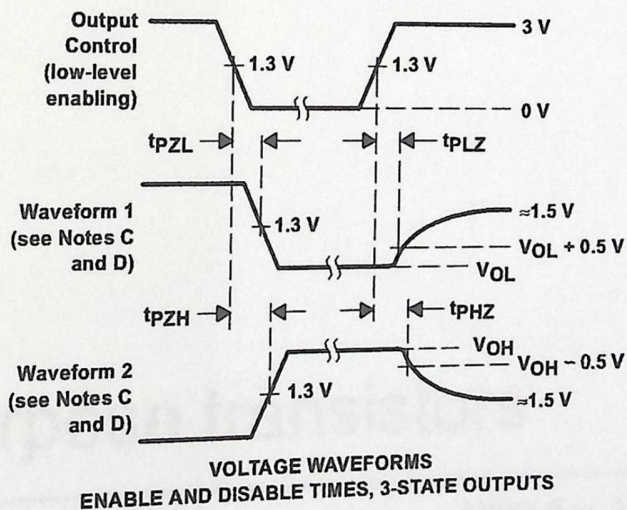 Output
Control
(low-level
enabling)
3 V
1.3 V
1.3 V
0 V
tPZL
tPLZ
Waveform 1
(see Notes C
and D)
1.3 V
≈1.5 V
VOL + 0.5 V
VOL
tPZH
tPHZ
Waveform 2
(see Notes C
and D)
1.3 V
VOH
VOH − 0.5 V
≈1.5 V
VOLTAGE WAVEFORMS
ENABLE AND DISABLE TIMES, 3-STATE OUTPUTS